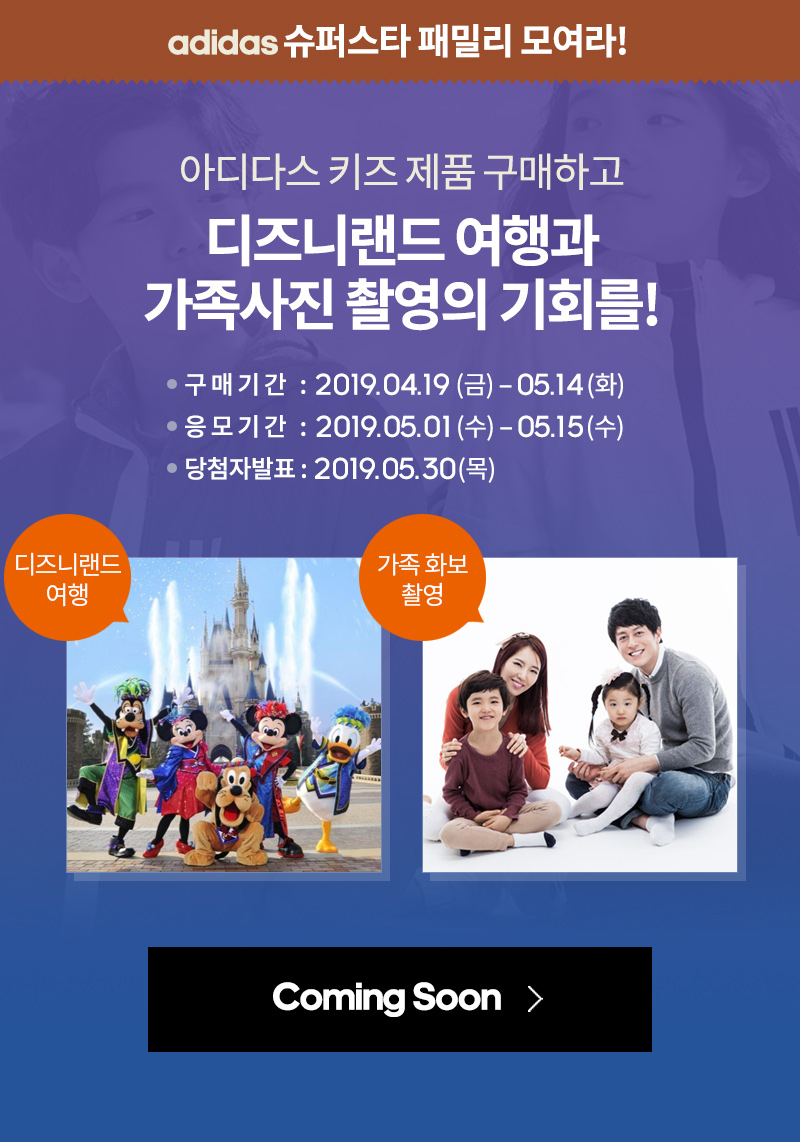 adidas 슈퍼스타 패밀리 모여라!
아디다스 키즈 제품 구매하고
디즈니랜드 여행과
가족사진 촬영의 기회를!
• 구매기간 : 2019.04.19 (금) – 05.14 (화)
• 응모기간 : 2019.05.01 (수) – 05.15 (수)
• 당첨자발표 : 2019.05.30 (목)
디즈니랜드
여행
가족 화보
촬영
Coming Soon >